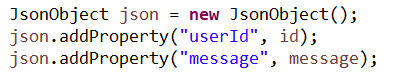 JsonObject json = new JsonObject();
json.addProperty("userId", id);
json.addProperty("message", message);